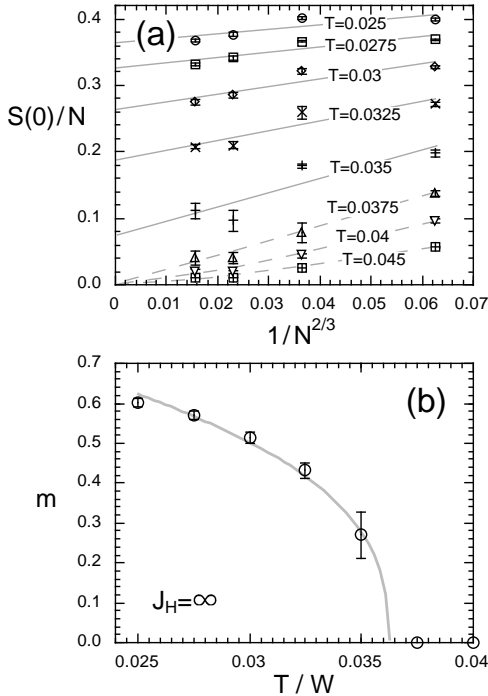 (a)
S(0)/N
0.4
0.3
0.2
0.1
0.0
T=0.025
T=0.0275
T=0.03
T=0.0325
T=0.035
T=0.0375
T=0.04
T=0.045
0 0.01 0.02 0.03 0.04 0.05 0.06 0.07
1/N^{2/3}
(b)
m
0.7
0.6
0.5
0.4
0.3
0.2
0.1
0.0
J_H=∞
0.025 0.030 0.035 0.04
T/W